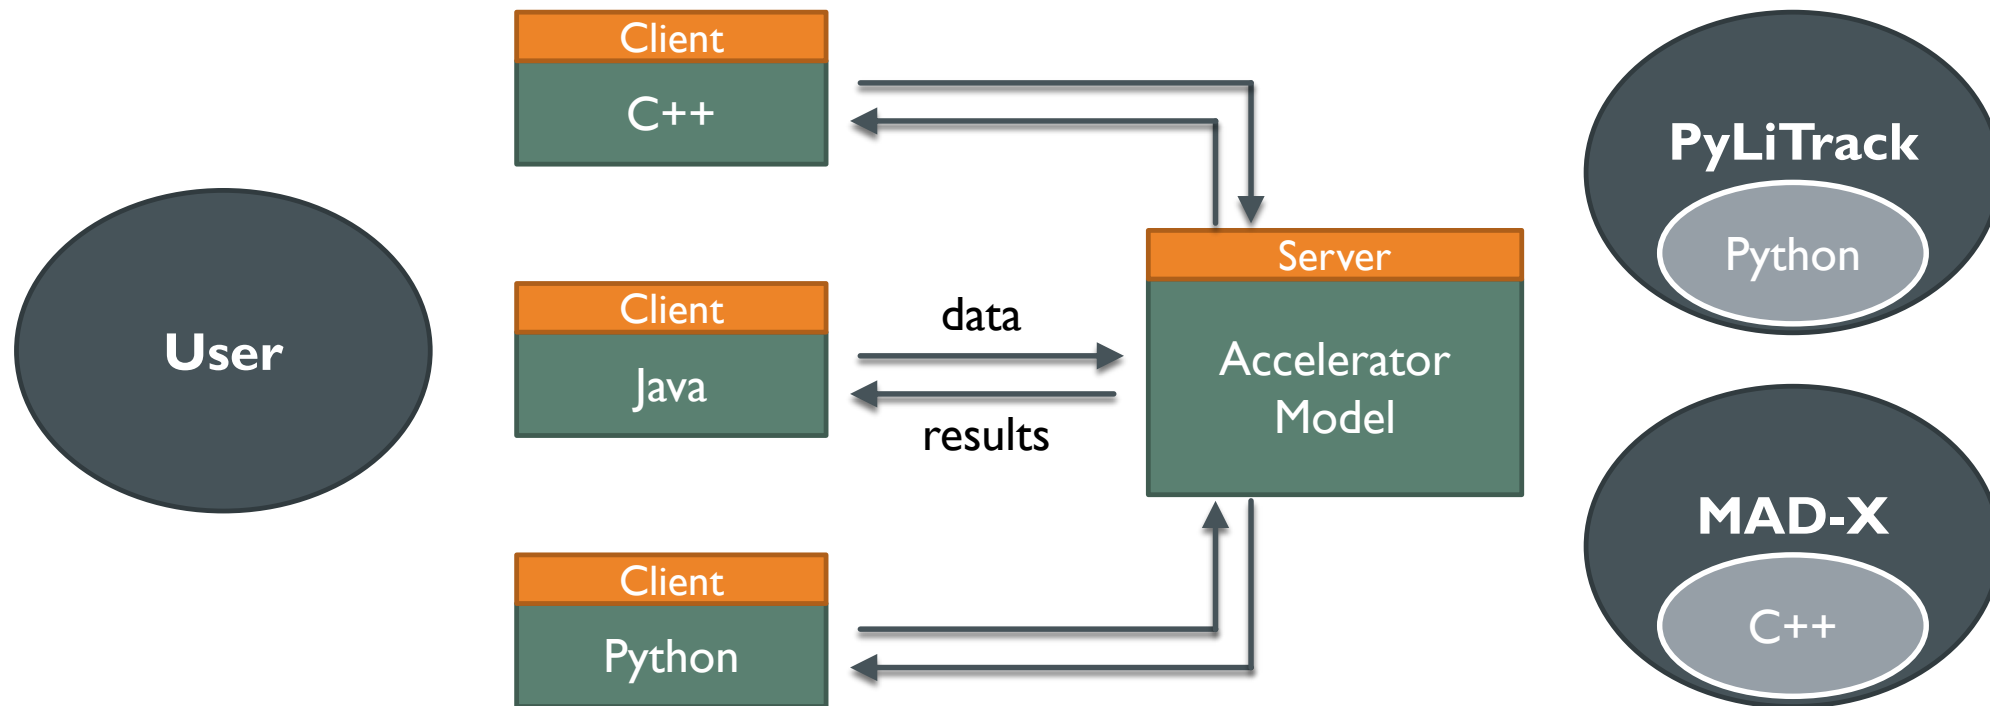 User
Client
C++
Client
Java
Client
Python
data
results
Server
Accelerator
Model
PyLiTrack
Python
MAD-X
C++